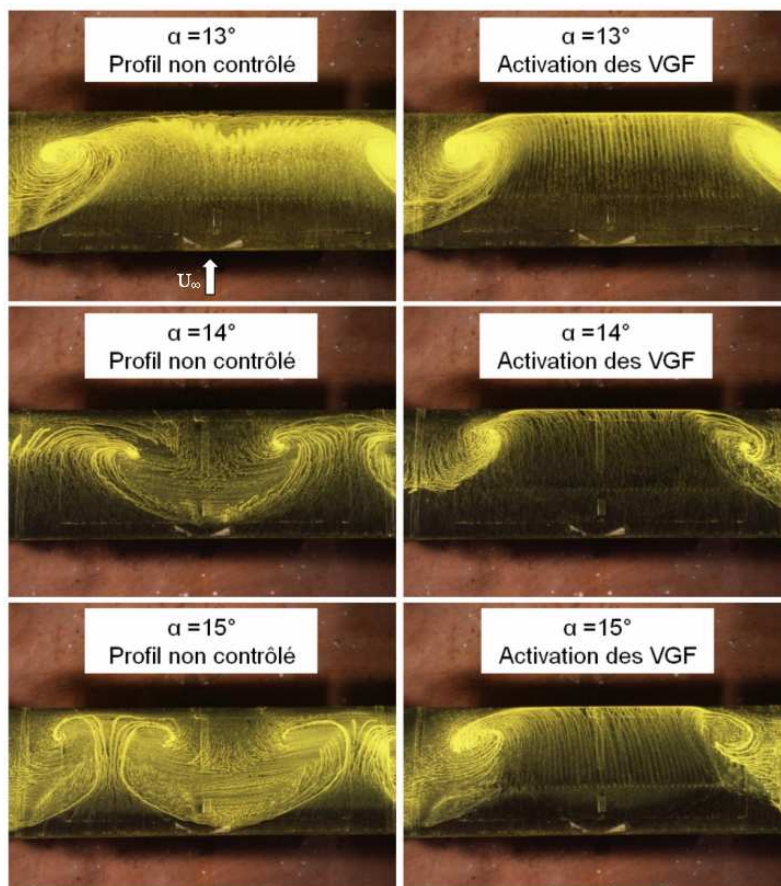 α =13°
Profil non contrôlé
α =13°
Activation des VGF
U∞
α =14°
Profil non contrôlé
α =14°
Activation des VGF
α =15°
Profil non contrôlé
α =15°
Activation des VGF